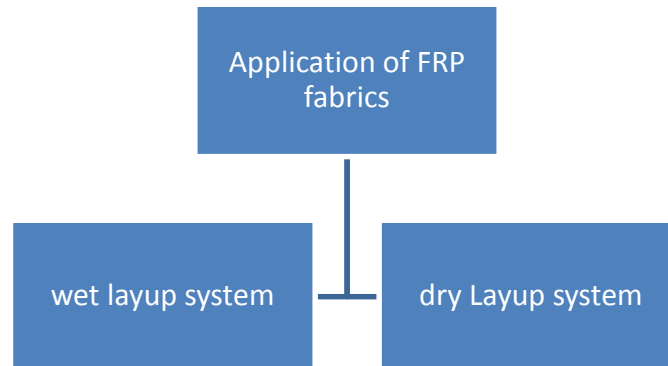 Application of FRP
fabrics
wet layup system
dry Layup system